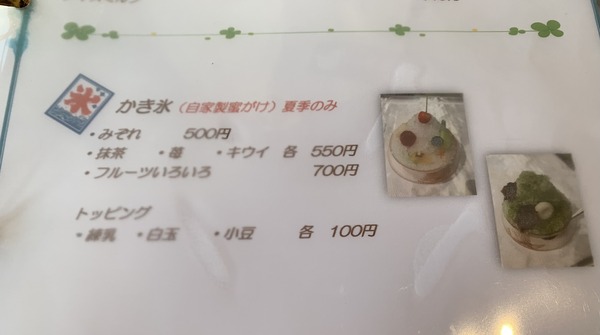 氷
かき氷（自家製蜜がけ）夏季のみ
・みぞれ 500円
・抹茶 ・苺 ・キウイ 各 550円
・フルーツいろいろ 700円
トッピング
・練乳 ・白玉 ・小豆 各 100円